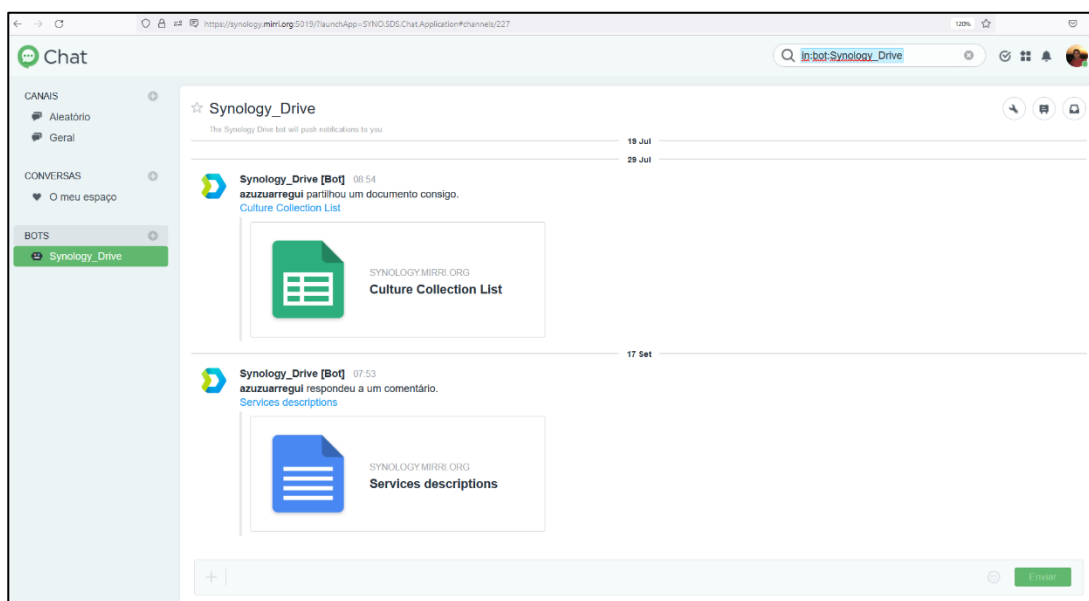 https://synology.mirri.org:5019/?launchApp=SYNO.SDS.Chat.Application#channels/227
120%
Chat
in:bot:Synology_Drive
CANAIS
Aleatório
Geral
CONVERSAS
O meu espaço
BOTS
Synology_Drive
Synology_Drive
The Synology Drive bot will push notifications to you
19 Jul
29 Jul
Synology_Drive [Bot] 08:54
azuzuarregui partilhou um documento consigo.
Culture Collection List
SYNOLOGY.MIRRI.ORG
Culture Collection List
17 Set
Synology_Drive [Bot] 07:53
azuzuarregui respondeu a um comentário.
Services descriptions
SYNOLOGY.MIRRI.ORG
Services descriptions
Enviar